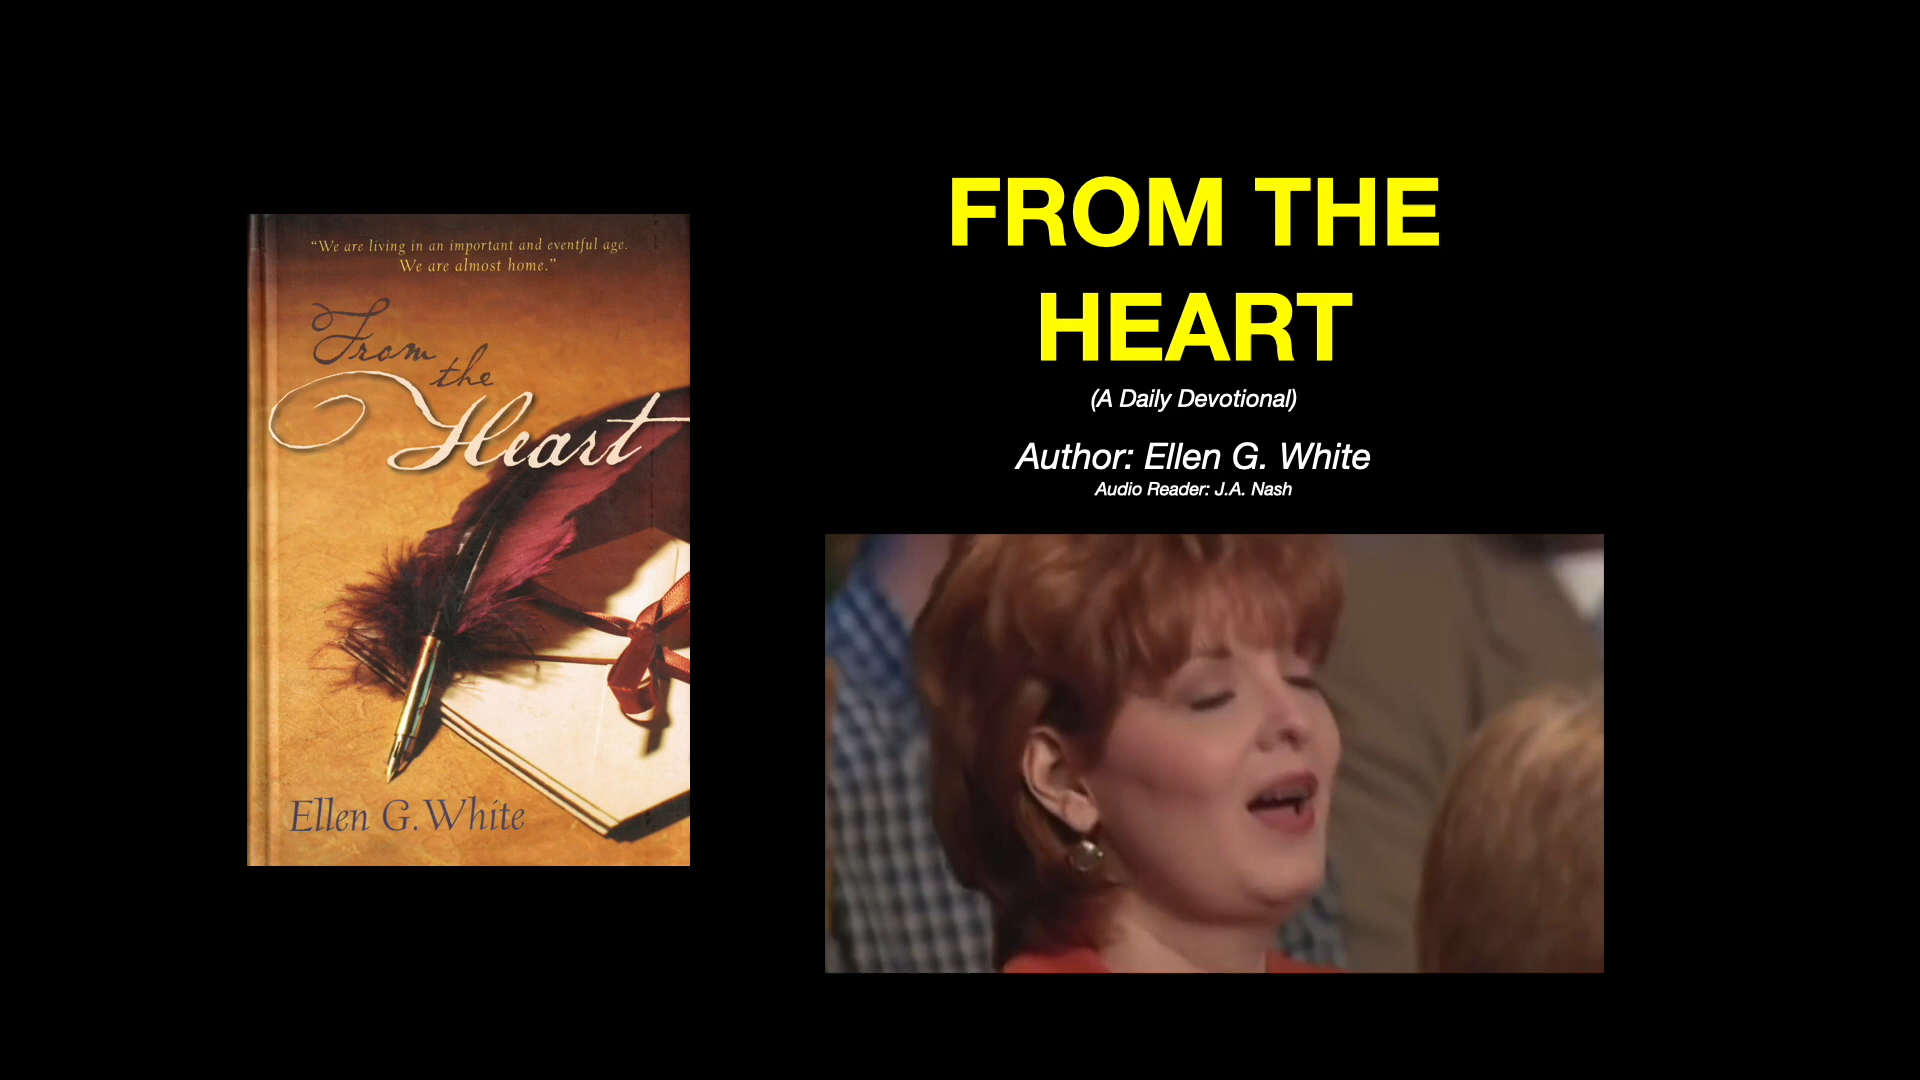 "We are living in an important and eventful age.
We are almost home."
From
the
Heart
Ellen G. White
FROM THE
HEART
(A Daily Devotional)
Author: Ellen G. White
Audio Reader: J.A. Nash